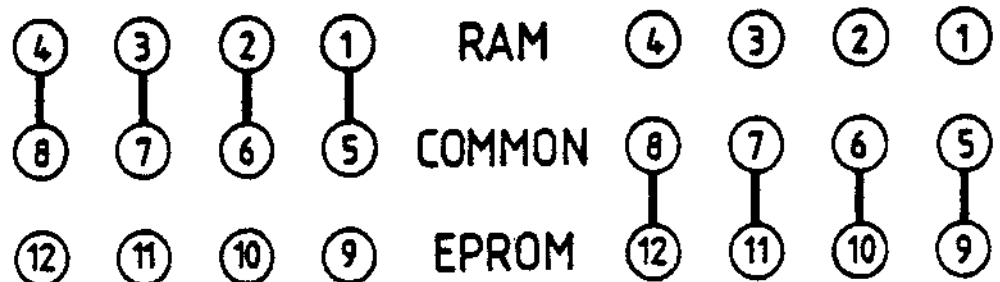 4 3 2 1 RAM 4 3 2 1
8 7 6 5 COMMON 8 7 6 5
12 11 10 9 EPROM 12 11 10 9